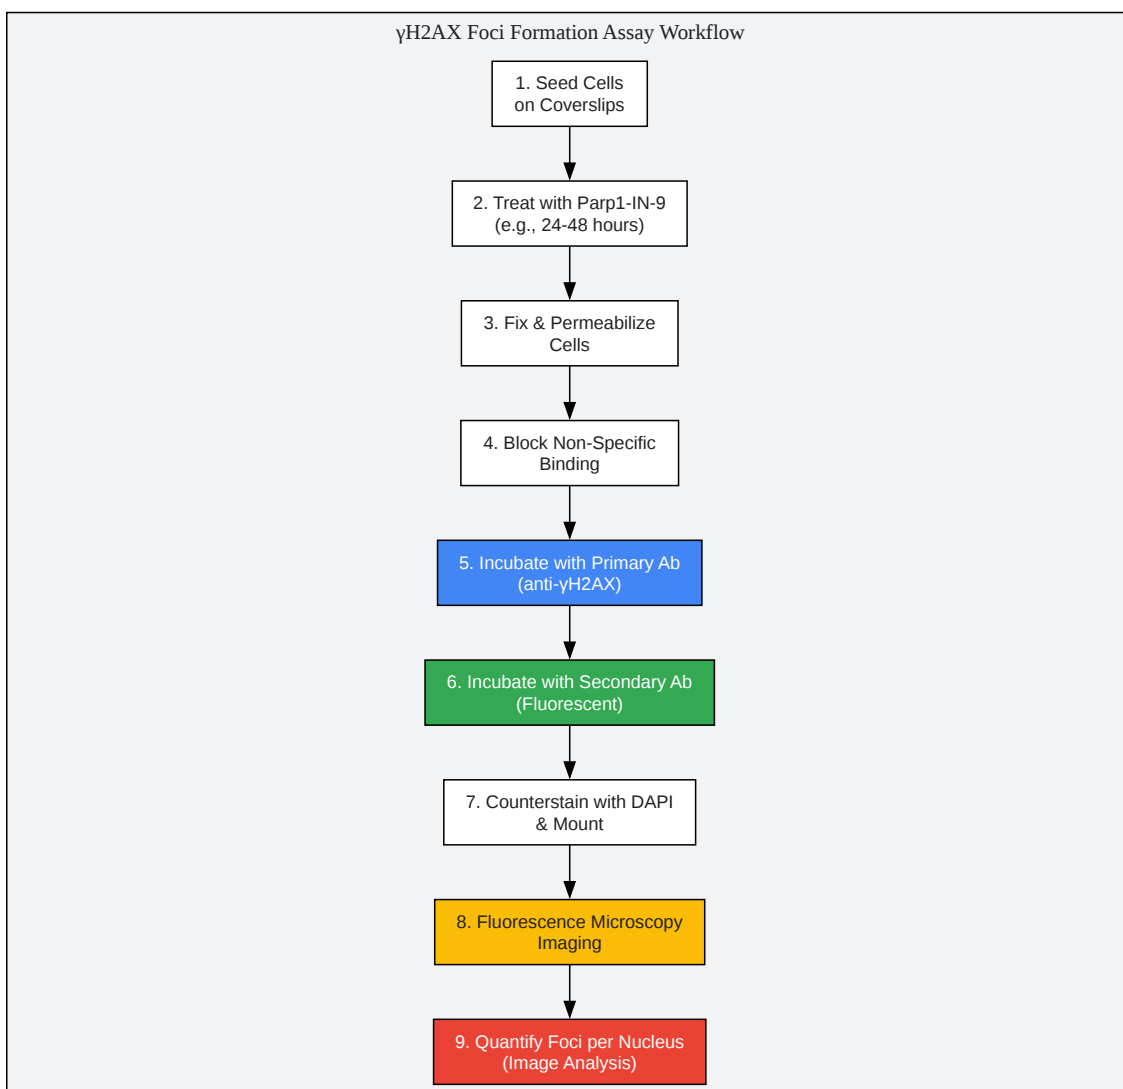 γH2AX Foci Formation Assay Workflow
1. Seed Cells
on Coverslips
2. Treat with Parp1-IN-9
(e.g., 24-48 hours)
3. Fix & Permeabilize
Cells
4. Block Non-Specific
Binding
5. Incubate with Primary Ab
(anti-γH2AX)
6. Incubate with Secondary Ab
(Fluorescent)
7. Counterstain with DAPI
& Mount
8. Fluorescence Microscopy
Imaging
9. Quantify Foci per Nucleus
(Image Analysis)